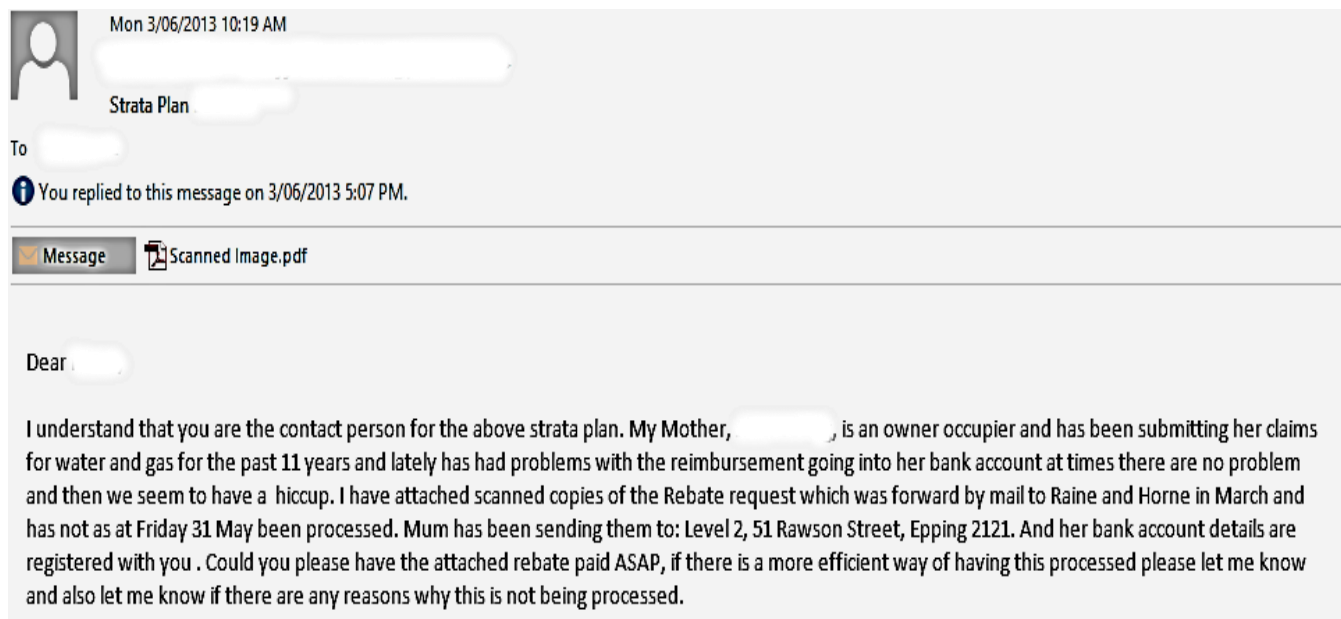 Mon 3/06/2013 10:19 AM
Strata Plan
To
You replied to this message on 3/06/2013 5:07 PM.
Message Scanned Image.pdf
Dear
I understand that you are the contact person for the above strata plan. My Mother, , is an owner occupier and has been submitting her claims
for water and gas for the past 11 years and lately has had problems with the reimbursement going into her bank account at times there are no problem
and then we seem to have a hiccup. I have attached scanned copies of the Rebate request which was forward by mail to Raine and Horne in March and
has not as at Friday 31 May been processed. Mum has been sending them to: Level 2, 51 Rawson Street, Epping 2121. And her bank account details are
registered with you . Could you please have the attached rebate paid ASAP, if there is a more efficient way of having this processed please let me know
and also let me know if there are any reasons why this is not being processed.